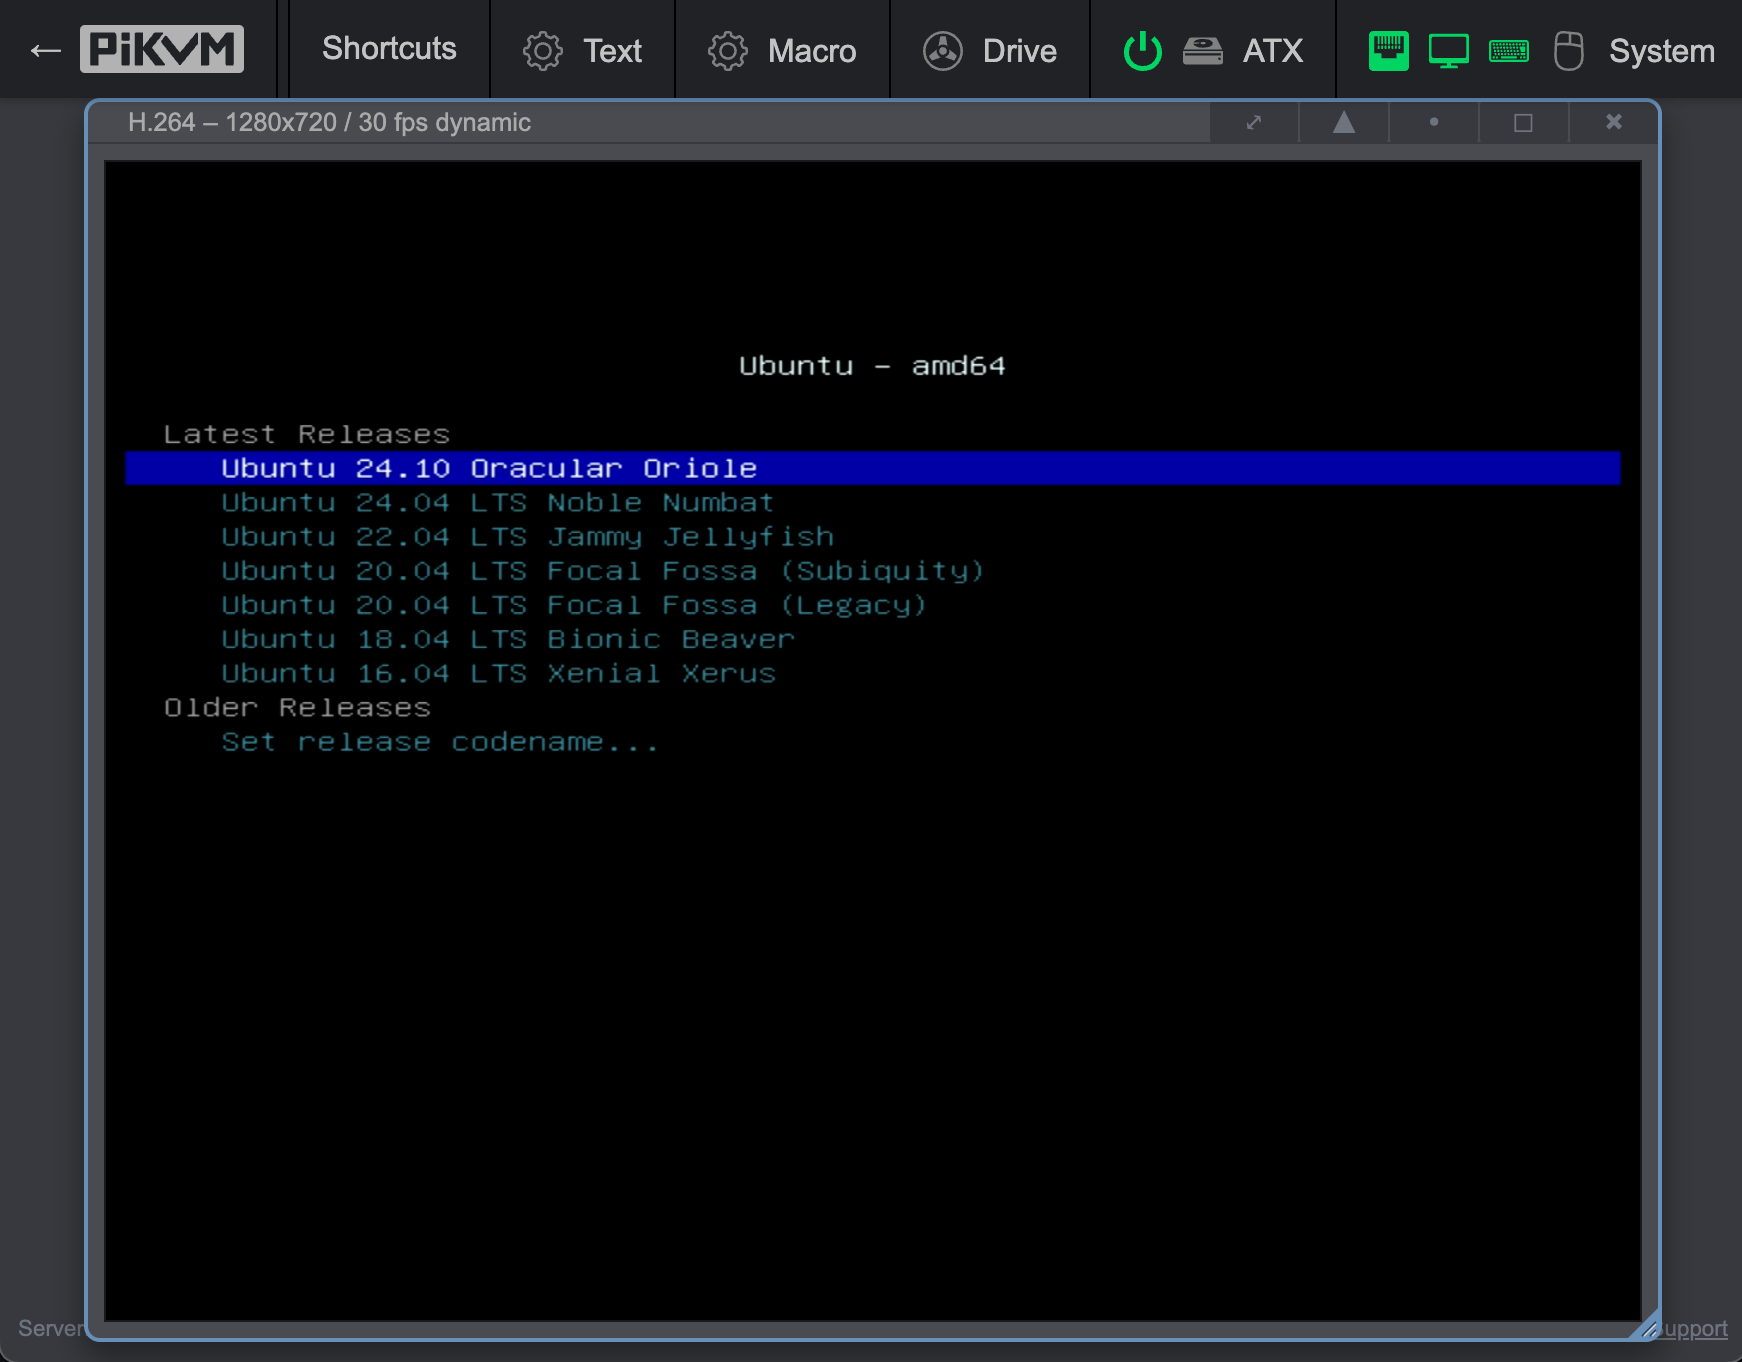 ← PiKVM Shortcuts Text Macro Drive ATX System
H.264 – 1280x720 / 30 fps dynamic
Ubuntu - amd64
Latest Releases
Ubuntu 24.10 Oracular Oriole
Ubuntu 24.04 LTS Noble Numbat
Ubuntu 22.04 LTS Jammy Jellyfish
Ubuntu 20.04 LTS Focal Fossa (Subiquity)
Ubuntu 20.04 LTS Focal Fossa (Legacy)
Ubuntu 18.04 LTS Bionic Beaver
Ubuntu 16.04 LTS Xenial Xerus
Older Releases
Set release codename...
Server upport